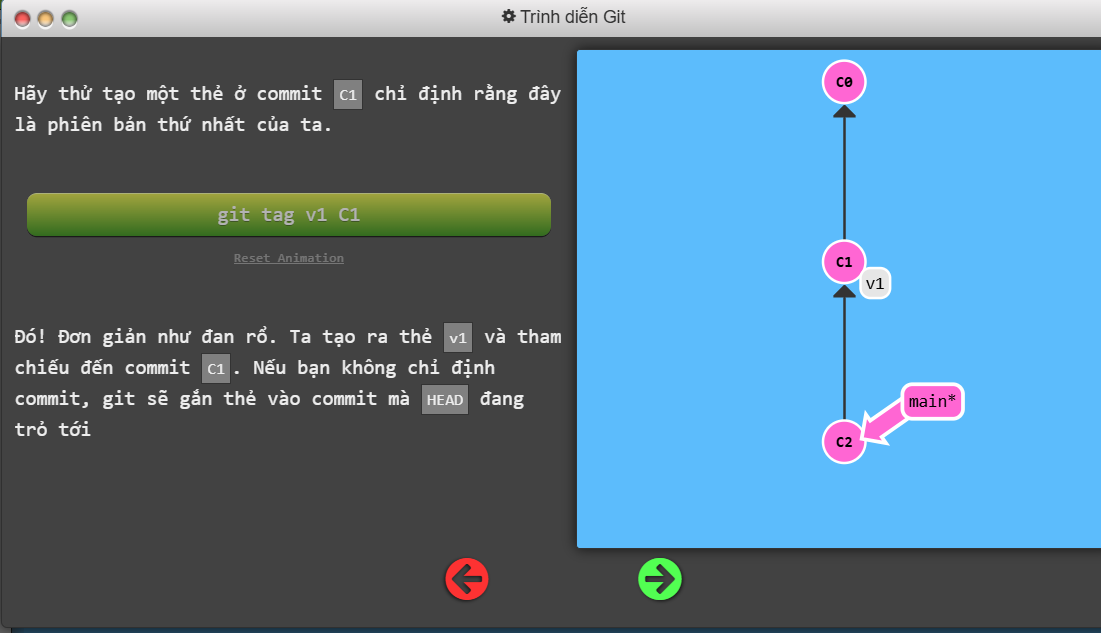 Trình diễn Git
Hãy thử tạo một thẻ ở commit C1 chỉ định rằng đây
là phiên bản thứ nhất của ta.
git tag v1 C1
Reset Animation
Đó! Đơn giản như đan rổ. Ta tạo ra thẻ v1 và tham
chiếu đến commit C1. Nếu bạn không chỉ định
commit, git sẽ gắn thẻ vào commit mà HEAD đang
trỏ tới
C0
C1
v1
main*
C2